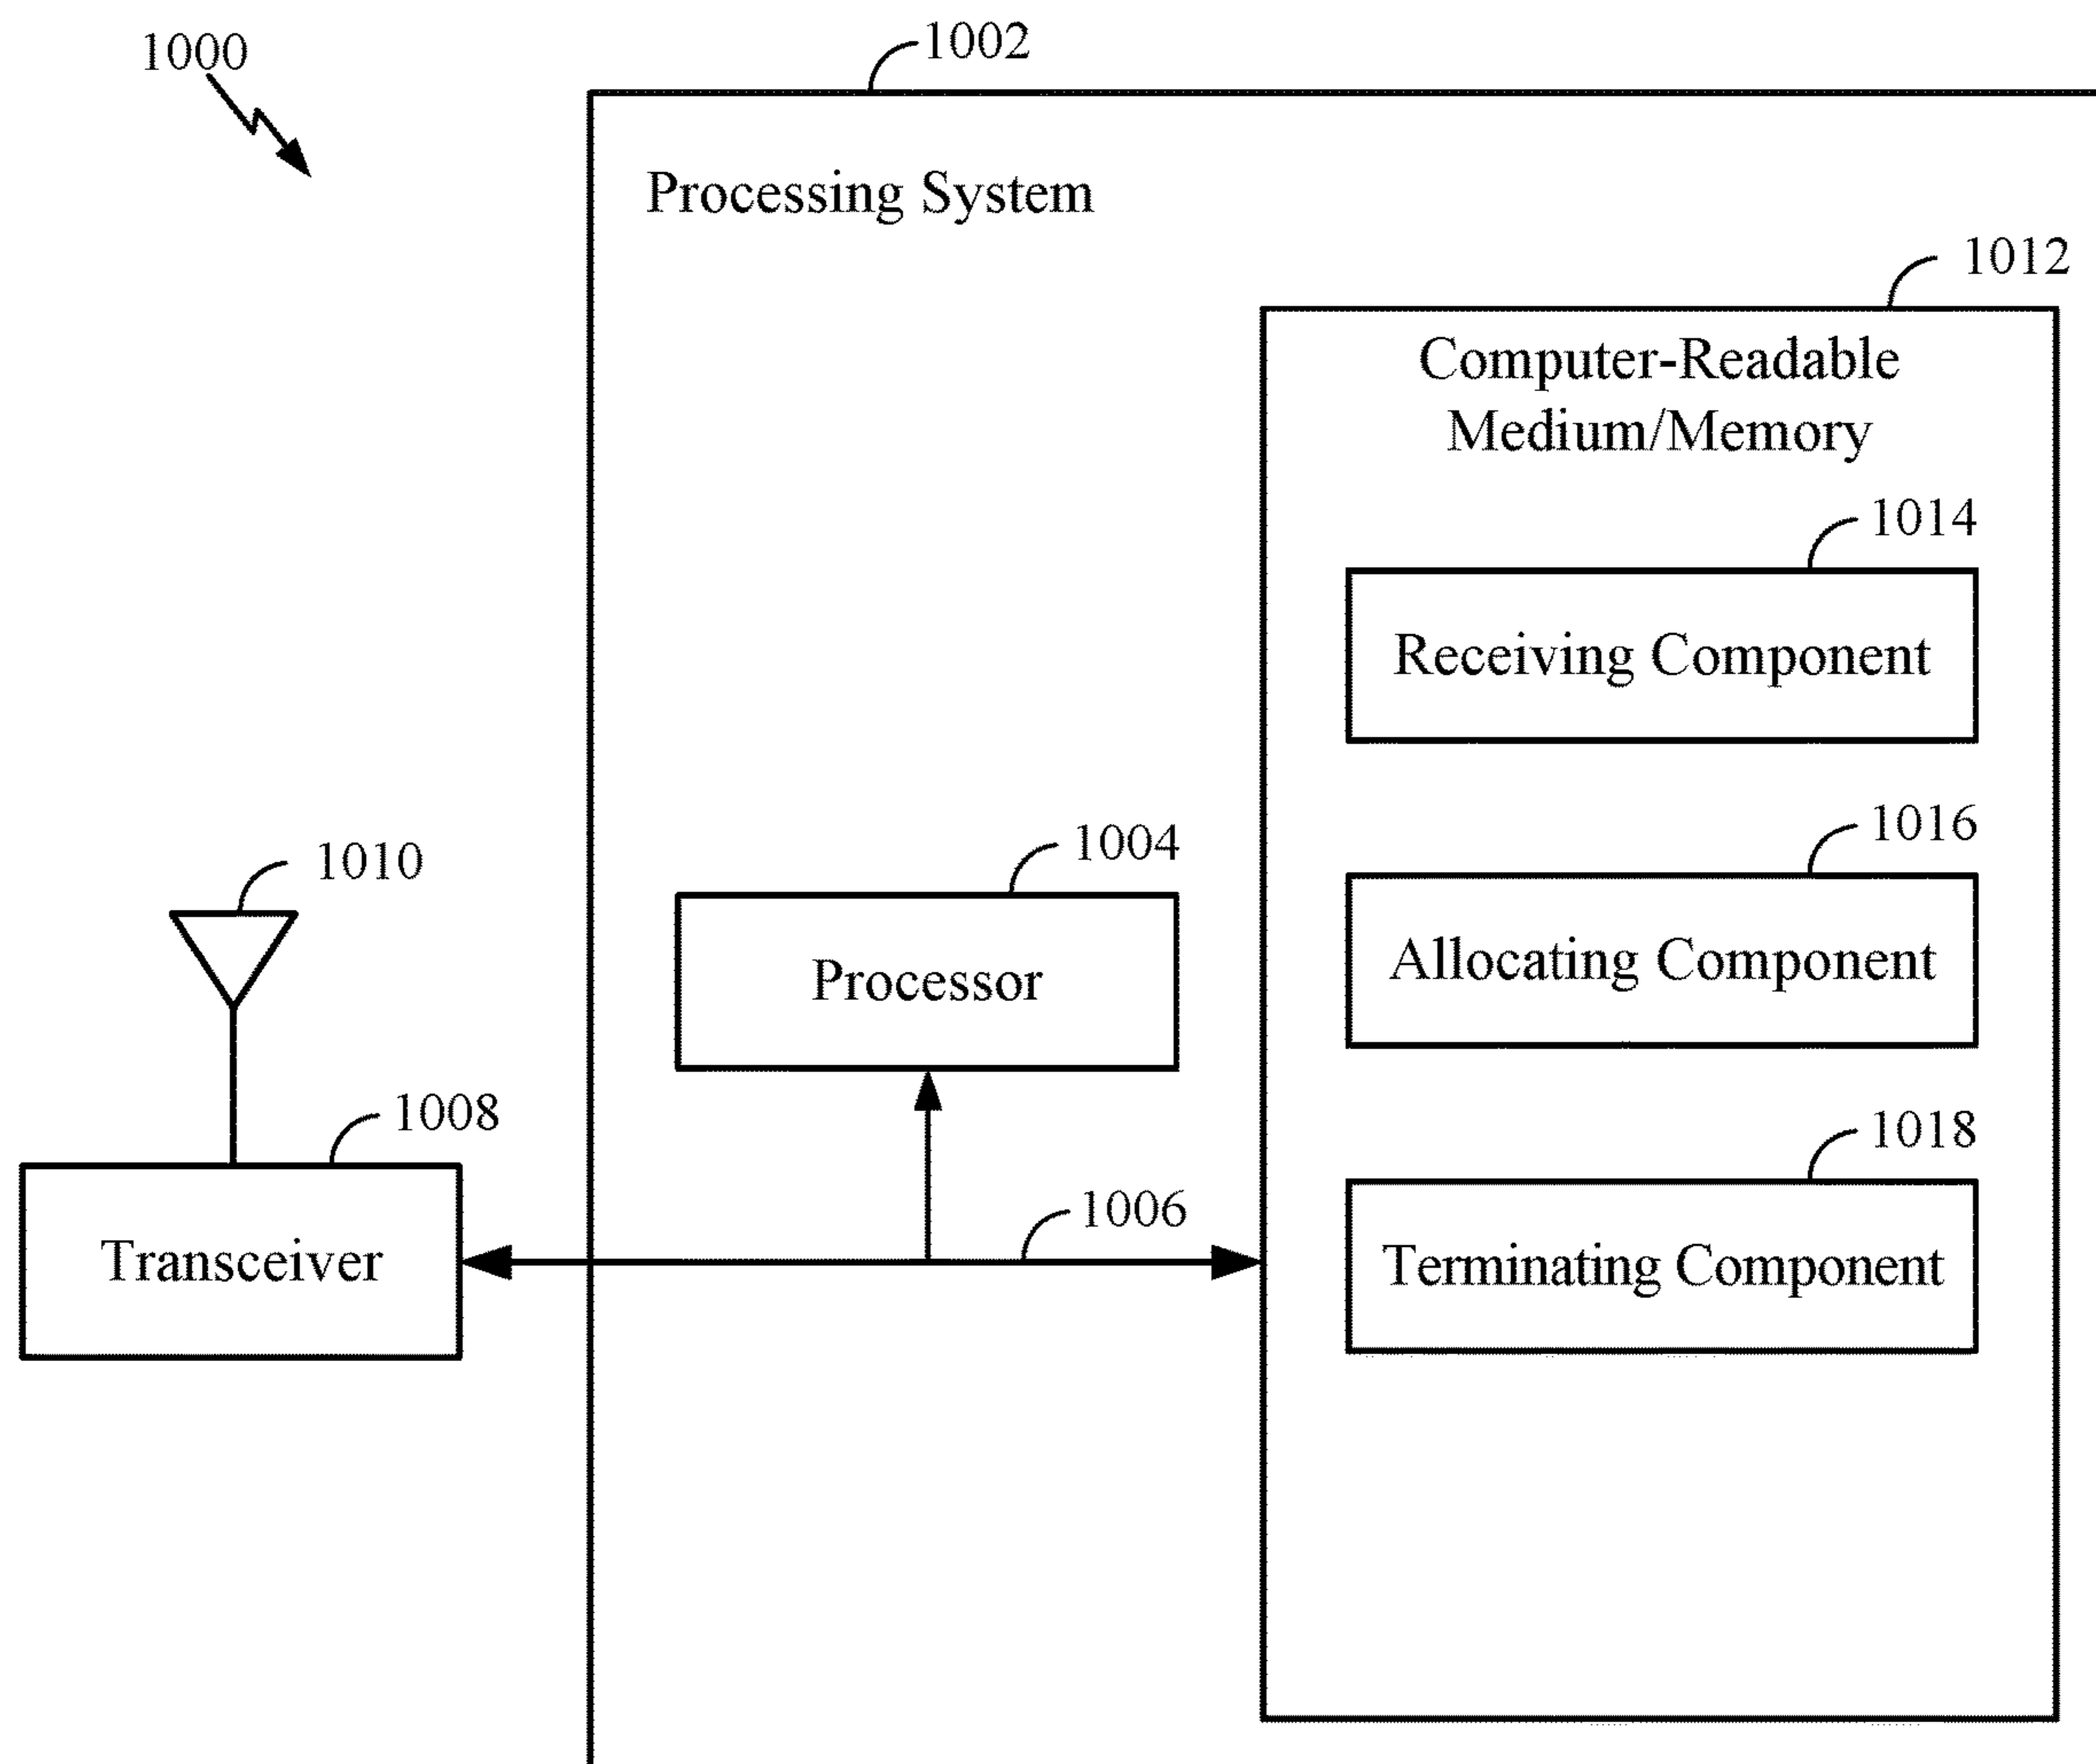 1000
1002
Processing System
1012
Computer-Readable
Medium/Memory
1014
Receiving Component
1016
Allocating Component
1004
Processor
1010
1018
Terminating Component
1008
Transceiver
1006